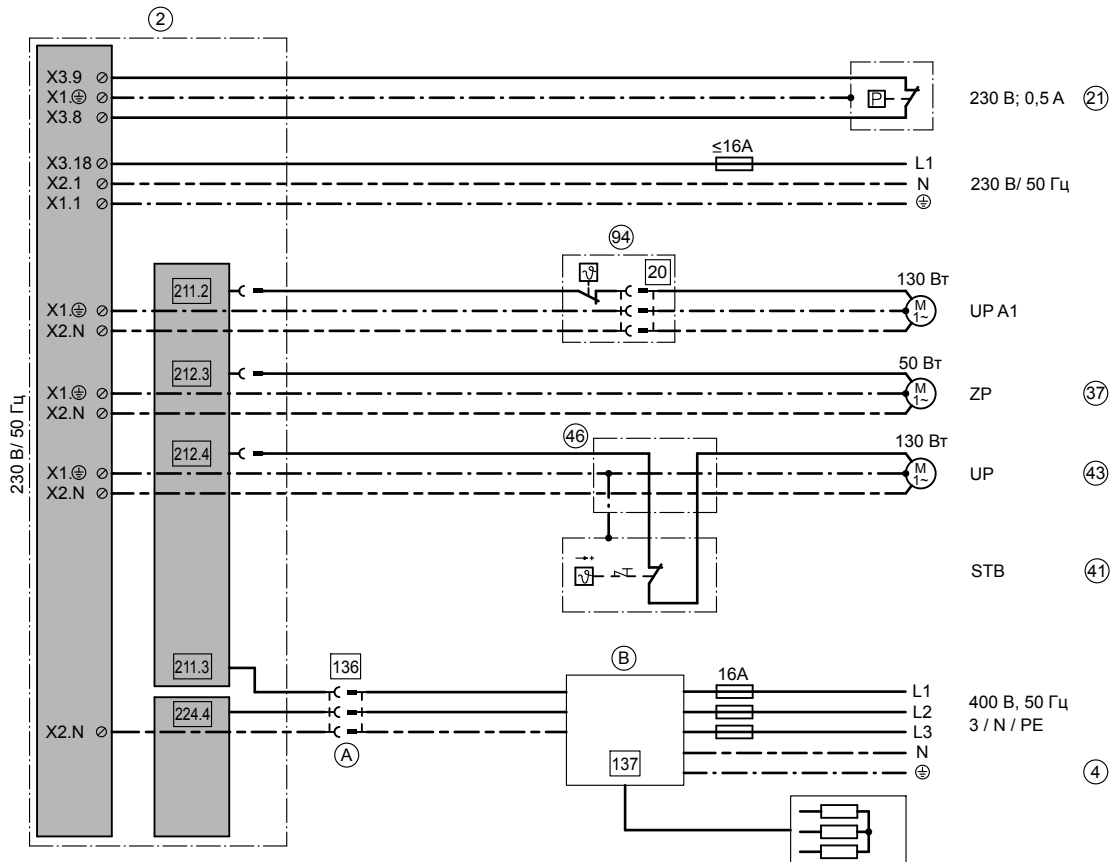 2
X3.9
X1.⏚
X3.8
P
230 В; 0,5 А 21
≤16A
X3.18 L1
X2.1 N 230 В/ 50 Гц
X1.1
230 В/ 50 Гц
94
ϑ 20
211.2 130 Вт
X1.⏚ M 1~ UP A1
X2.N
212.3 50 Вт
X1.⏚ M 1~ ZP 37
X2.N
46
212.4 130 Вт
X1.⏚ M 1~ UP 43
X2.N
ϑ STB 41
211.3 136 B 16A
L1 400 В, 50 Гц
224.4 L2 3 / N / PE
X2.N L3
A 137 N
4